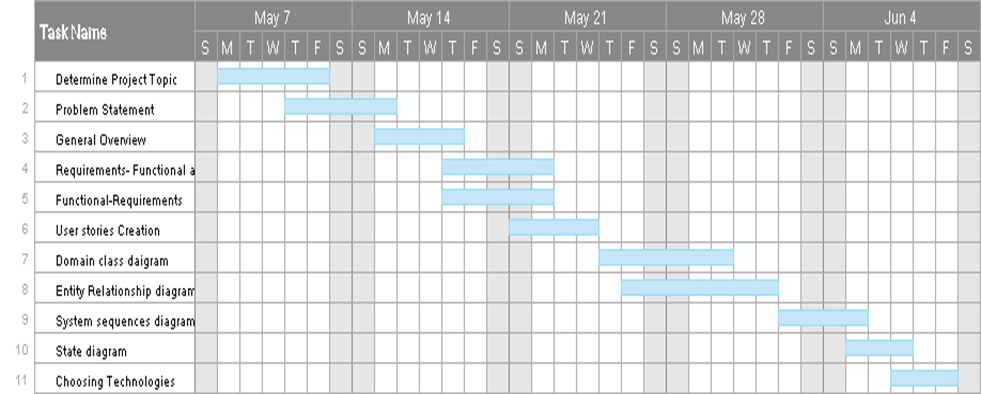 Task Name
May 7 May 14 May 21 May 28 Jun 4
S M T W T F S S M T W T F S S M T W T F S S M T W T F S S M T W T F S
1 Determine Project Topic
2 Problem Statement
3 General Overview
4 Requirements- Functional a
5 Functional-Requirements
6 User stories Creation
7 Domain class daigram
8 Entity Relationship diagram
9 System sequences diagram
10 State diagram
11 Choosing Technologies